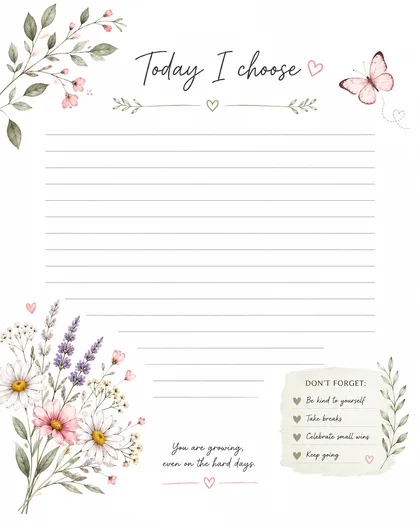 Today I choose
DON'T FORGET:
Be kind to yourself
Take breaks
Celebrate small wins
Keep going
You are growing,
even on the hard days.